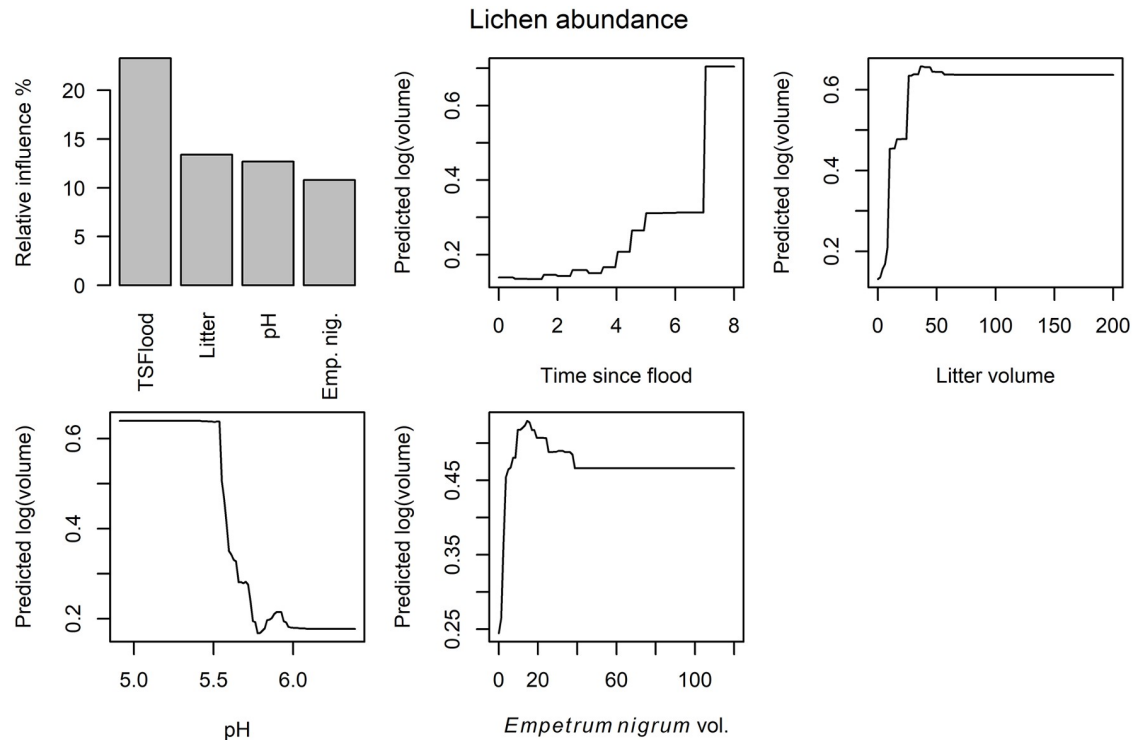 Lichen abundance
Relative influence %
20
15
10
5
0
TSFlood
Litter
pH
Emp. nig.
Predicted log(volume)
0.6
0.4
0.2
0 2 4 6 8
Time since flood
Predicted log(volume)
0.6
0.4
0.2
0 50 100 150 200
Litter volume
Predicted log(volume)
0.6
0.4
0.2
5.0 5.5 6.0
pH
Predicted log(volume)
0.45
0.35
0.25
0 20 60 100
Empetrum nigrum vol.